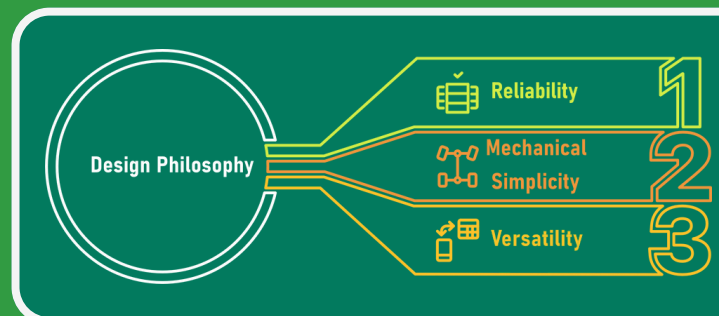 Design Philosophy
Reliability
1
Mechanical
Simplicity
2
Versatility
3